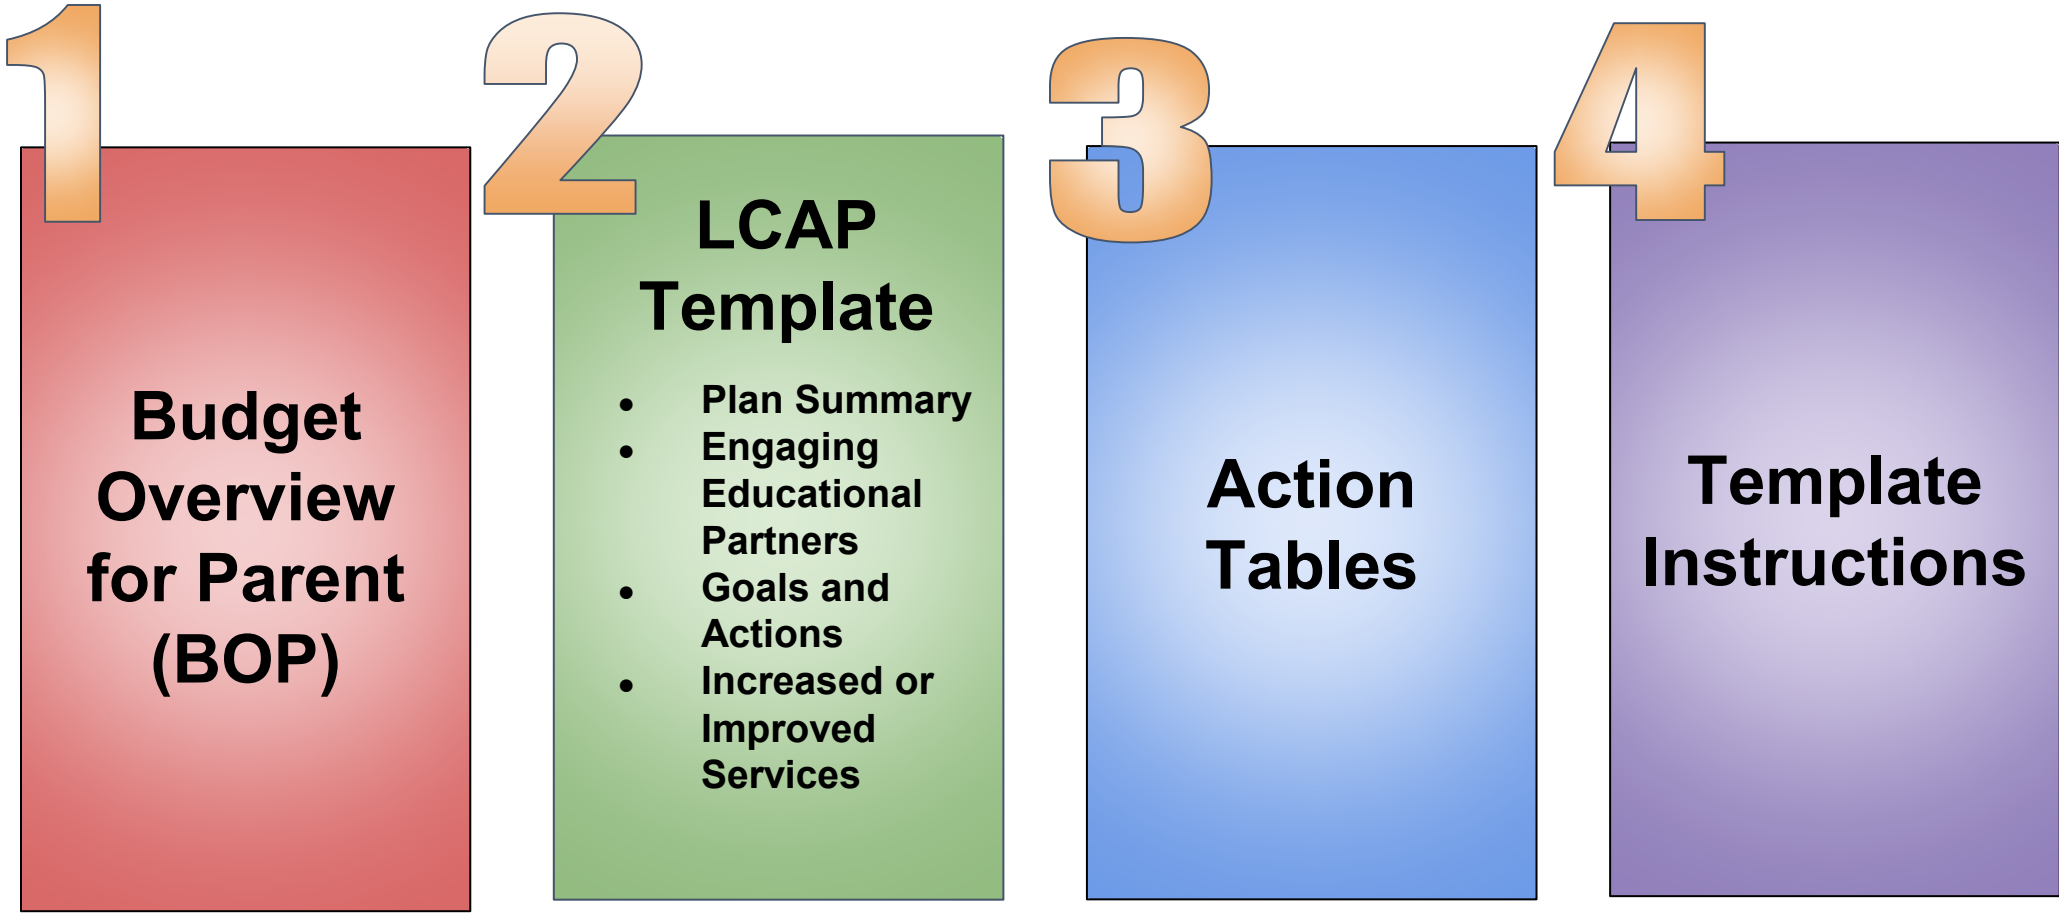 1
Budget
Overview
for Parent
(BOP)
2
LCAP
Template
● Plan Summary
● Engaging
Educational
Partners
● Goals and
Actions
● Increased or
Improved
Services
3
Action
Tables
4
Template
Instructions